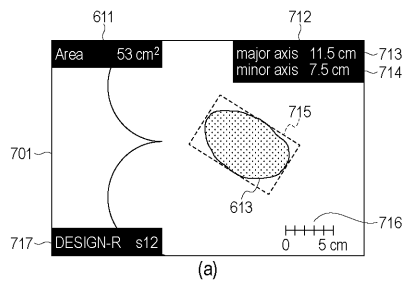 611
712
Area 53 cm²
major axis 11.5 cm
713
minor axis 7.5 cm
714
715
701
613
716
717
DESIGN-R s12
0 5 cm
(a)